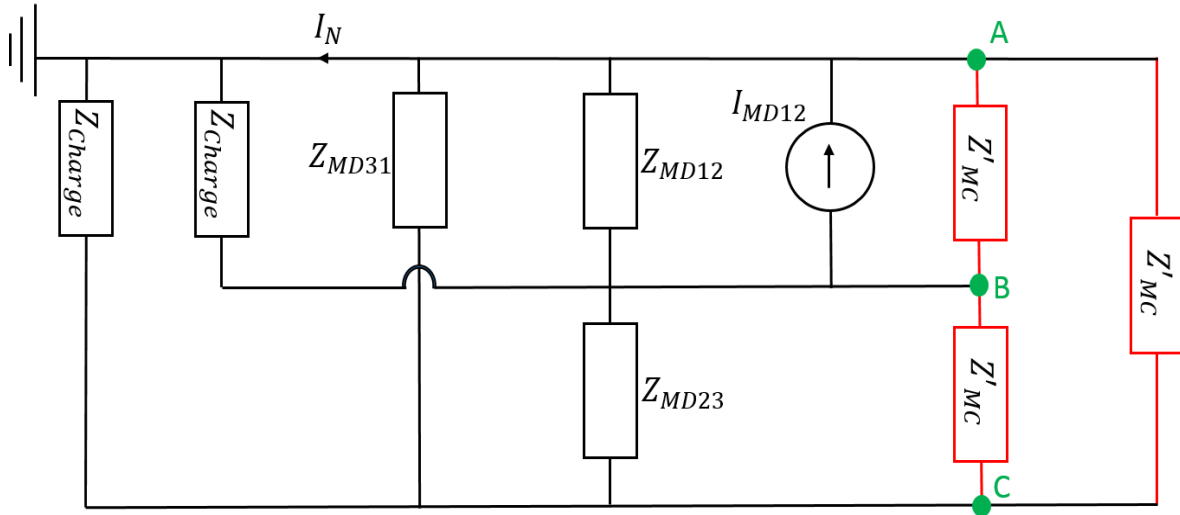 I_N
A
Z_Charge
Z_Charge
Z_MD31
Z_MD12
I_MD12
Z'_MC
Z'_MC
B
Z_MD23
Z'_MC
C